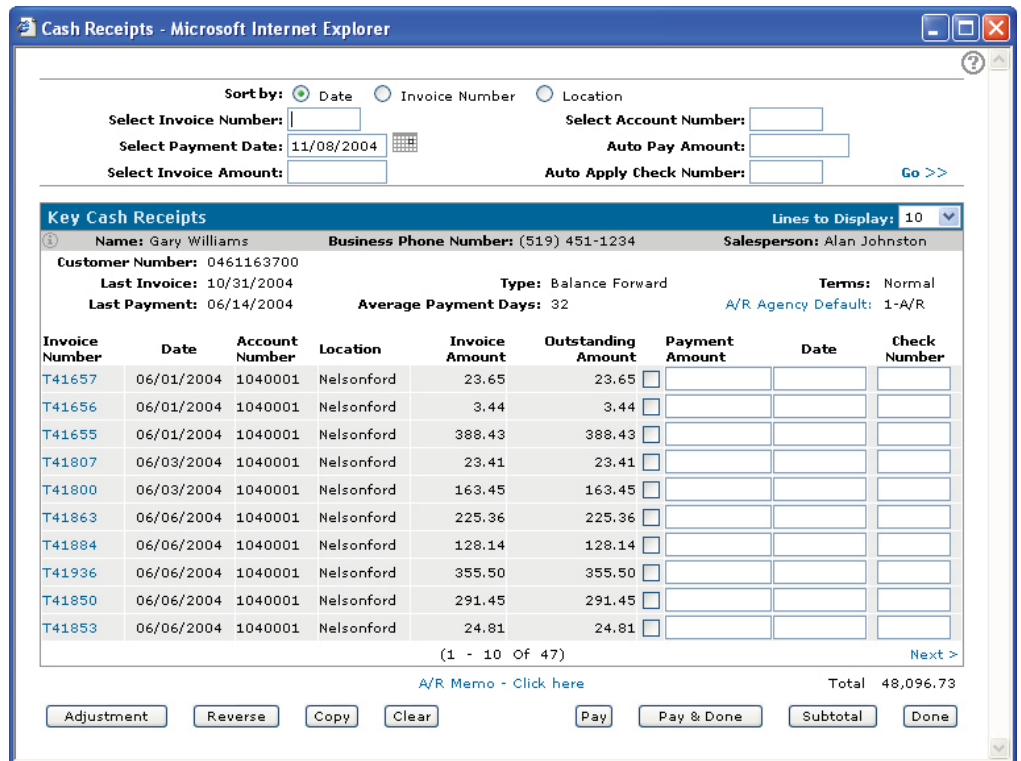 Cash Receipts - Microsoft Internet Explorer
?
Sort by: Date Invoice Number Location
Select Invoice Number: Select Account Number:
Select Payment Date: 11/08/2004 Auto Pay Amount:
Select Invoice Amount: Auto Apply Check Number: Go >>
Key Cash Receipts Lines to Display: 10
i Name: Gary Williams Business Phone Number: (519) 451-1234 Salesperson: Alan Johnston
Customer Number: 0461163700
Last Invoice: 10/31/2004 Type: Balance Forward Terms: Normal
Last Payment: 06/14/2004 Average Payment Days: 32 A/R Agency Default: 1-A/R
Invoice Number Date Account Number Location Invoice Amount Outstanding Amount Payment Amount Date Check Number
T41657 06/01/2004 1040001 Nelsonford 23.65 23.65
T41656 06/01/2004 1040001 Nelsonford 3.44 3.44
T41655 06/01/2004 1040001 Nelsonford 388.43 388.43
T41807 06/03/2004 1040001 Nelsonford 23.41 23.41
T41800 06/03/2004 1040001 Nelsonford 163.45 163.45
T41863 06/06/2004 1040001 Nelsonford 225.36 225.36
T41884 06/06/2004 1040001 Nelsonford 128.14 128.14
T41936 06/06/2004 1040001 Nelsonford 355.50 355.50
T41850 06/06/2004 1040001 Nelsonford 291.45 291.45
T41853 06/06/2004 1040001 Nelsonford 24.81 24.81
(1 - 10 Of 47) Next >
A/R Memo - Click here Total 48,096.73
Adjustment Reverse Copy Clear Pay Pay & Done Subtotal Done